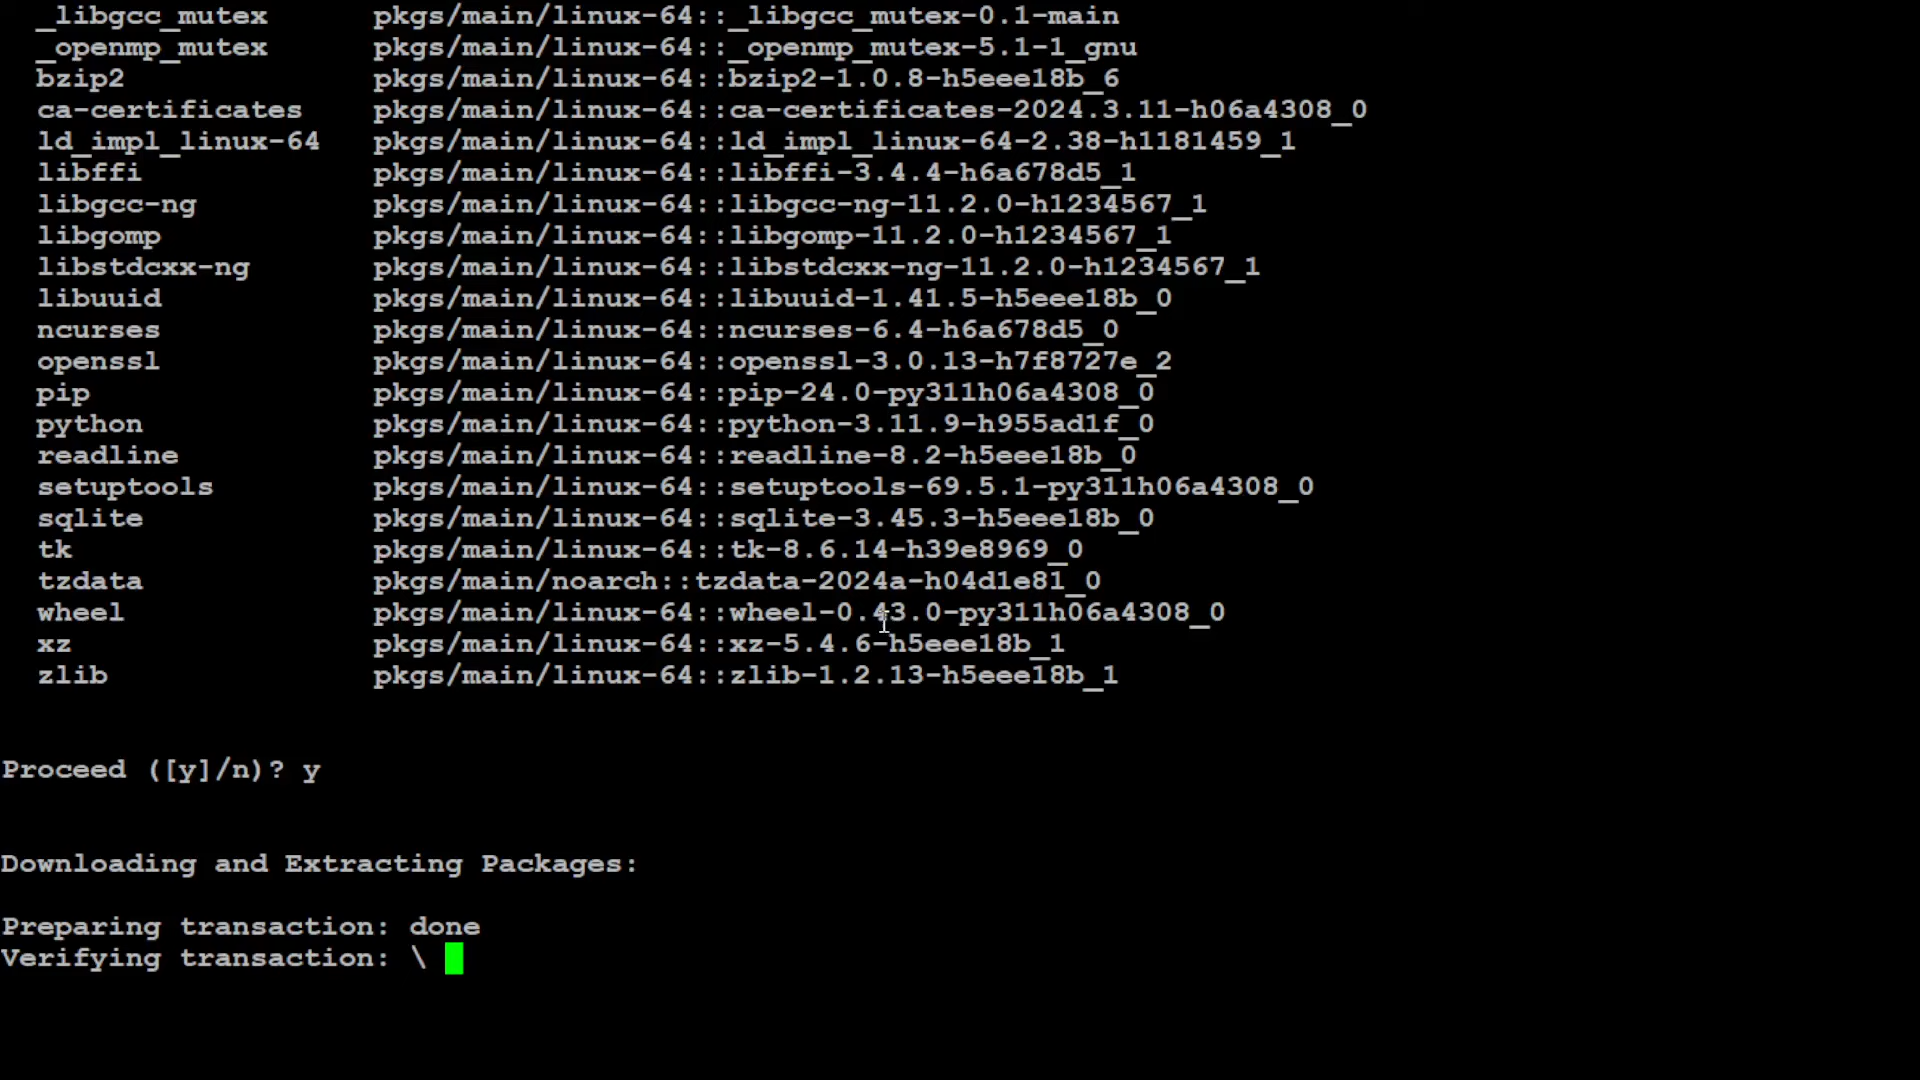 _libgcc_mutex pkgs/main/linux-64::_libgcc_mutex-0.1-main
_openmp_mutex pkgs/main/linux-64::_openmp_mutex-5.1-1_gnu
bzip2 pkgs/main/linux-64::bzip2-1.0.8-h5eee18b_6
ca-certificates pkgs/main/linux-64::ca-certificates-2024.3.11-h06a4308_0
ld_impl_linux-64 pkgs/main/linux-64::ld_impl_linux-64-2.38-h1181459_1
libffi pkgs/main/linux-64::libffi-3.4.4-h6a678d5_1
libgcc-ng pkgs/main/linux-64::libgcc-ng-11.2.0-h1234567_1
libgomp pkgs/main/linux-64::libgomp-11.2.0-h1234567_1
libstdcxx-ng pkgs/main/linux-64::libstdcxx-ng-11.2.0-h1234567_1
libuuid pkgs/main/linux-64::libuuid-1.41.5-h5eee18b_0
ncurses pkgs/main/linux-64::ncurses-6.4-h6a678d5_0
openssl pkgs/main/linux-64::openssl-3.0.13-h7f8727e_2
pip pkgs/main/linux-64::pip-24.0-py311h06a4308_0
python pkgs/main/linux-64::python-3.11.9-h955ad1f_0
readline pkgs/main/linux-64::readline-8.2-h5eee18b_0
setuptools pkgs/main/linux-64::setuptools-69.5.1-py311h06a4308_0
sqlite pkgs/main/linux-64::sqlite-3.45.3-h5eee18b_0
tk pkgs/main/linux-64::tk-8.6.14-h39e8969_0
tzdata pkgs/main/noarch::tzdata-2024a-h04d1e81_0
wheel pkgs/main/linux-64::wheel-0.43.0-py311h06a4308_0
xz pkgs/main/linux-64::xz-5.4.6-h5eee18b_1
zlib pkgs/main/linux-64::zlib-1.2.13-h5eee18b_1
Proceed ([y]/n)? y
Downloading and Extracting Packages:
Preparing transaction: done
Verifying transaction: \